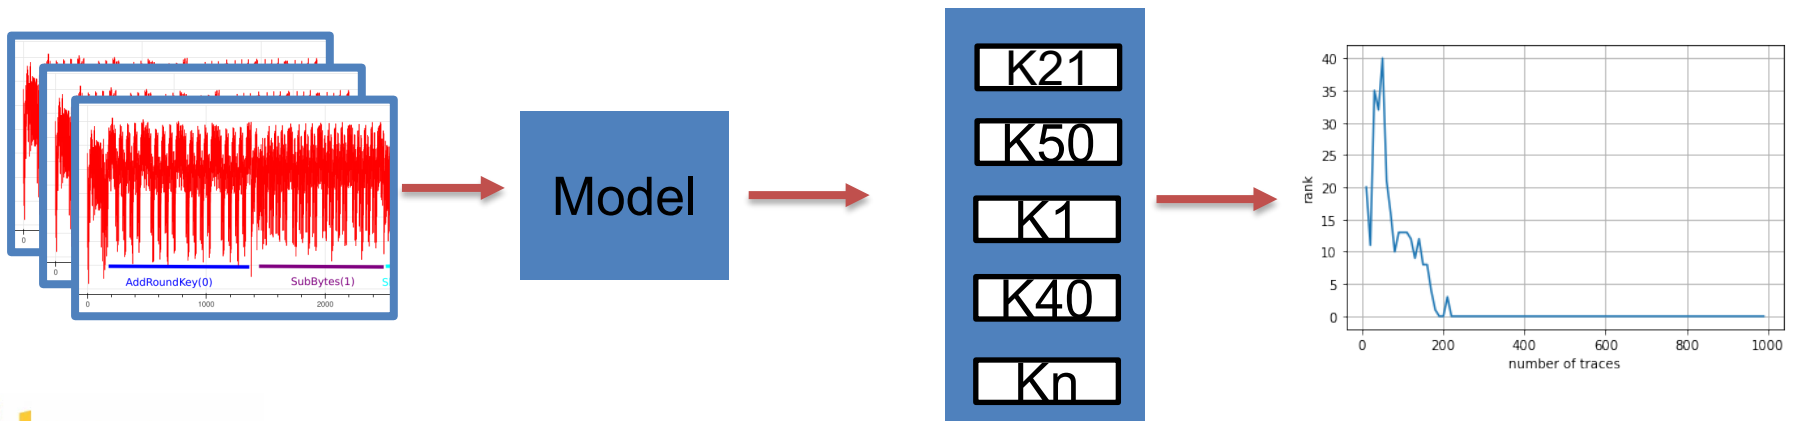 0
0
AddRoundKey(0)
SubBytes(1)
S
0
1000
2000
Model
K21
K50
K1
K40
Kn
rank
40
35
30
25
20
15
10
5
0
0 200 400 600 800 1000
number of traces